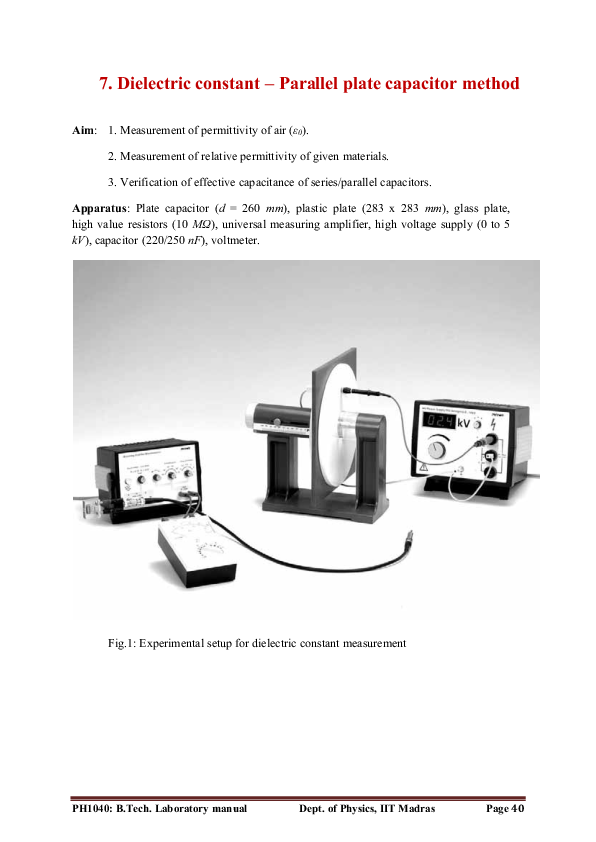 7. Dielectric constant – Parallel plate capacitor method
Aim: 1. Measurement of permittivity of air (ε0).
2. Measurement of relative permittivity of given materials.
3. Verification of effective capacitance of series/parallel capacitors.
Apparatus: Plate capacitor (d = 260 mm), plastic plate (283 x 283 mm), glass plate,
high value resistors (10 MΩ), universal measuring amplifier, high voltage supply (0 to 5
kV), capacitor (220/250 nF), voltmeter.
kV
Fig.1: Experimental setup for dielectric constant measurement
PH1040: B.Tech. Laboratory manual Dept. of Physics, IIT Madras Page 40